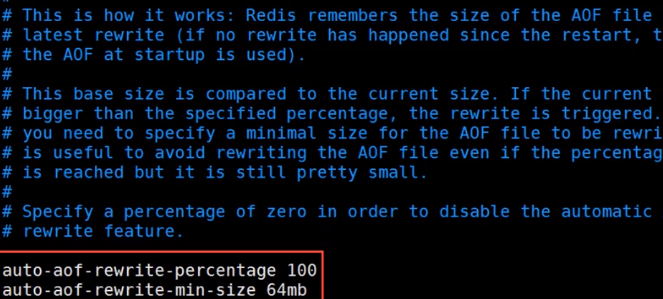 #
# This is how it works: Redis remembers the size of the AOF file
# latest rewrite (if no rewrite has happened since the restart, t
# the AOF at startup is used).
#
# This base size is compared to the current size. If the current
# bigger than the specified percentage, the rewrite is triggered.
# you need to specify a minimal size for the AOF file to be rewri
# is useful to avoid rewriting the AOF file even if the percentag
# is reached but it is still pretty small.
#
# Specify a percentage of zero in order to disable the automatic
# rewrite feature.
auto-aof-rewrite-percentage 100
auto-aof-rewrite-min-size 64mb